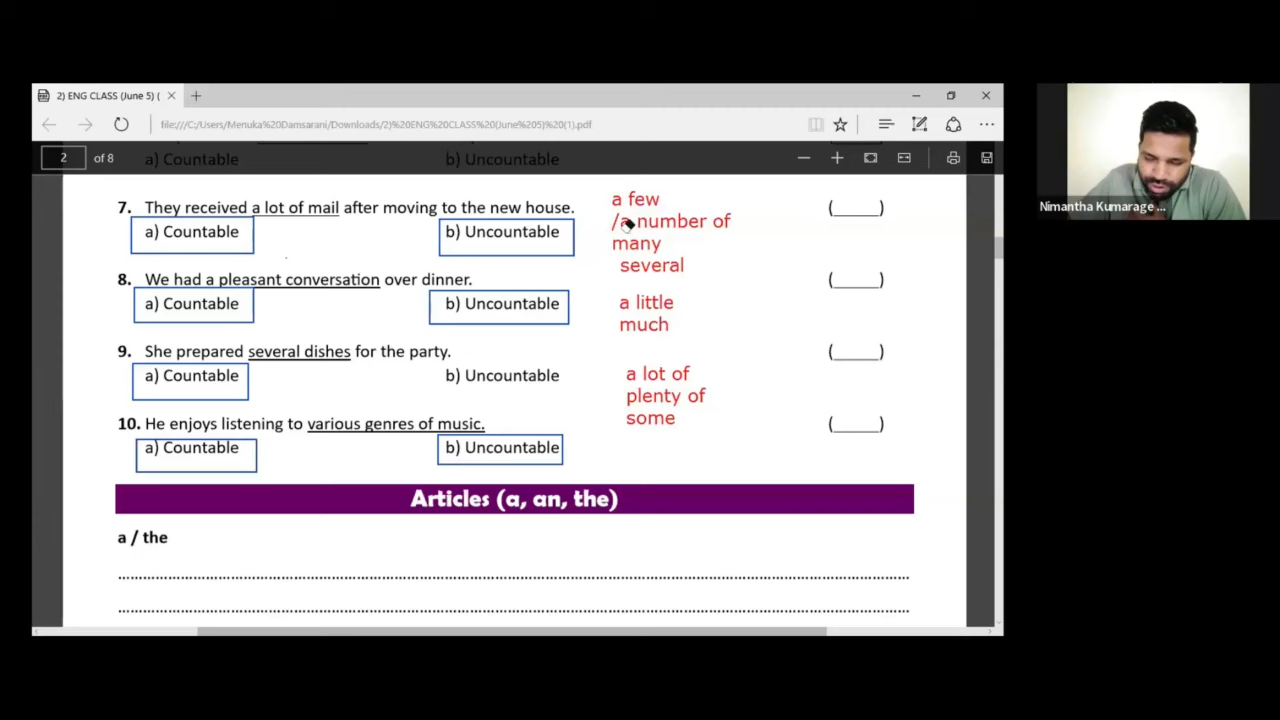 2) ENG CLASS (June 5) (
file:///C:/Users/Menuka%20Damsarani/Downloads/2)%20ENG%20CLASS%20(June%205)%20(1).pdf
2 of 8
a) Countable b) Uncountable
7. They received a lot of mail after moving to the new house. (_____)
a) Countable b) Uncountable
a few
/a number of
many
several
8. We had a pleasant conversation over dinner. (_____)
a) Countable b) Uncountable
a little
much
9. She prepared several dishes for the party. (_____)
a) Countable b) Uncountable
a lot of
plenty of
some
10. He enjoys listening to various genres of music. (_____)
a) Countable b) Uncountable
Articles (a, an, the)
a / the
Nimantha Kumarage ...